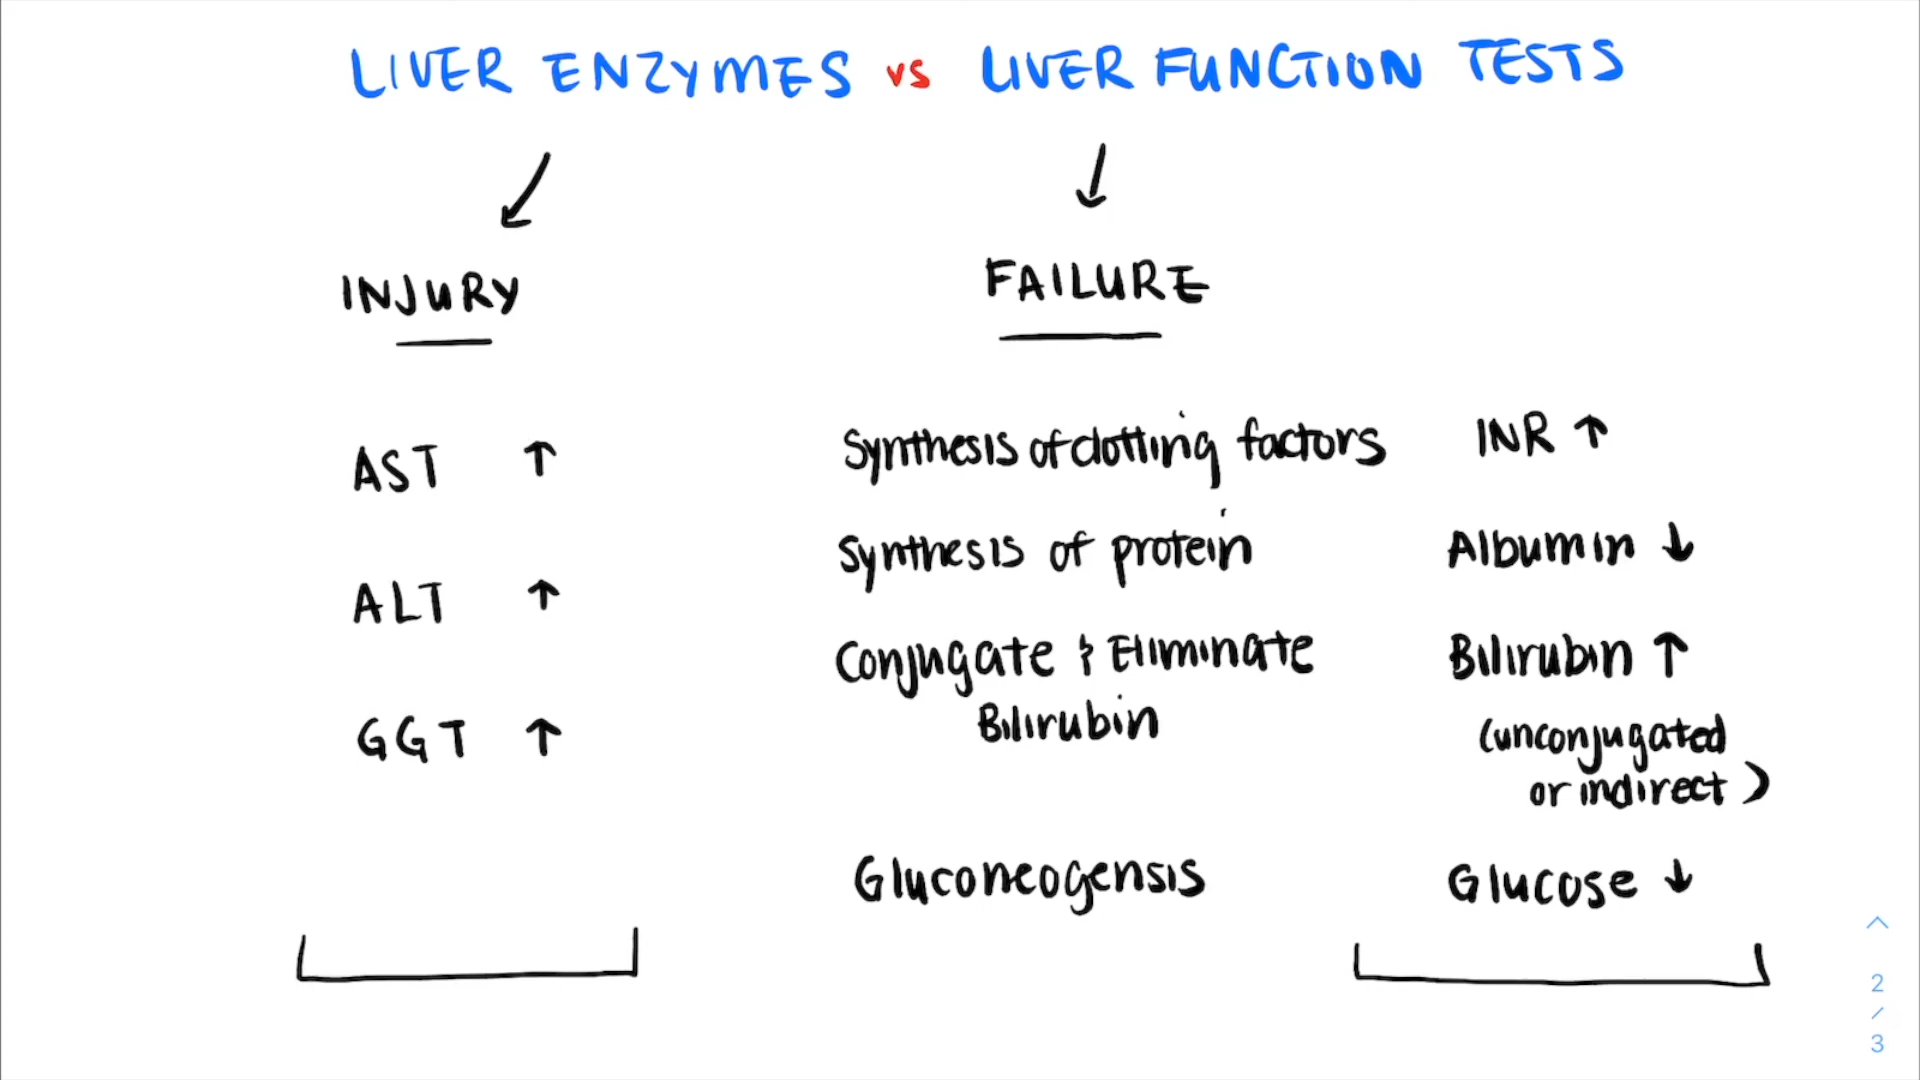 LIVER ENZYMES vs LIVER FUNCTION TESTS
INJURY
FAILURE
AST ↑
ALT ↑
GGT ↑
Synthesis of clotting factors INR ↑
Synthesis of protein Albumin ↓
Conjugate & Eliminate Bilirubin ↑
Bilirubin (unconjugated
or indirect)
Gluconeogensis Glucose ↓
2
/
3